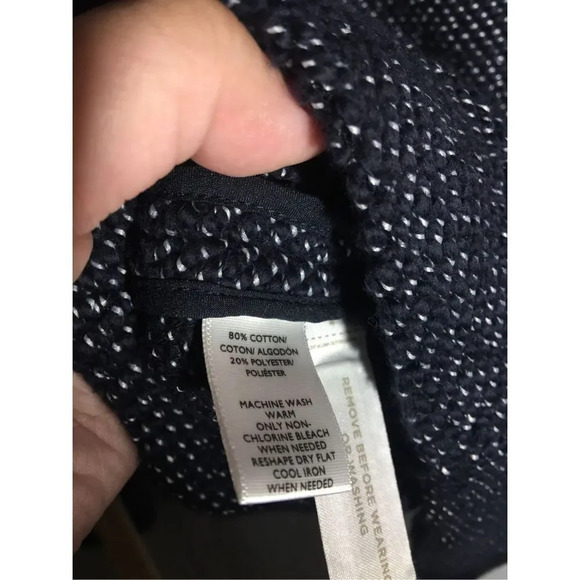 80% COTTON/
COTON/ ALGODÓN
20% POLYESTER/
POLIÉSTER
MACHINE WASH
WARM
ONLY NON-
CHLORINE BLEACH
WHEN NEEDED
RESHAPE DRY FLAT
COOL IRON
WHEN NEEDED
REMOVE BEFORE WEARING
OR WASHING